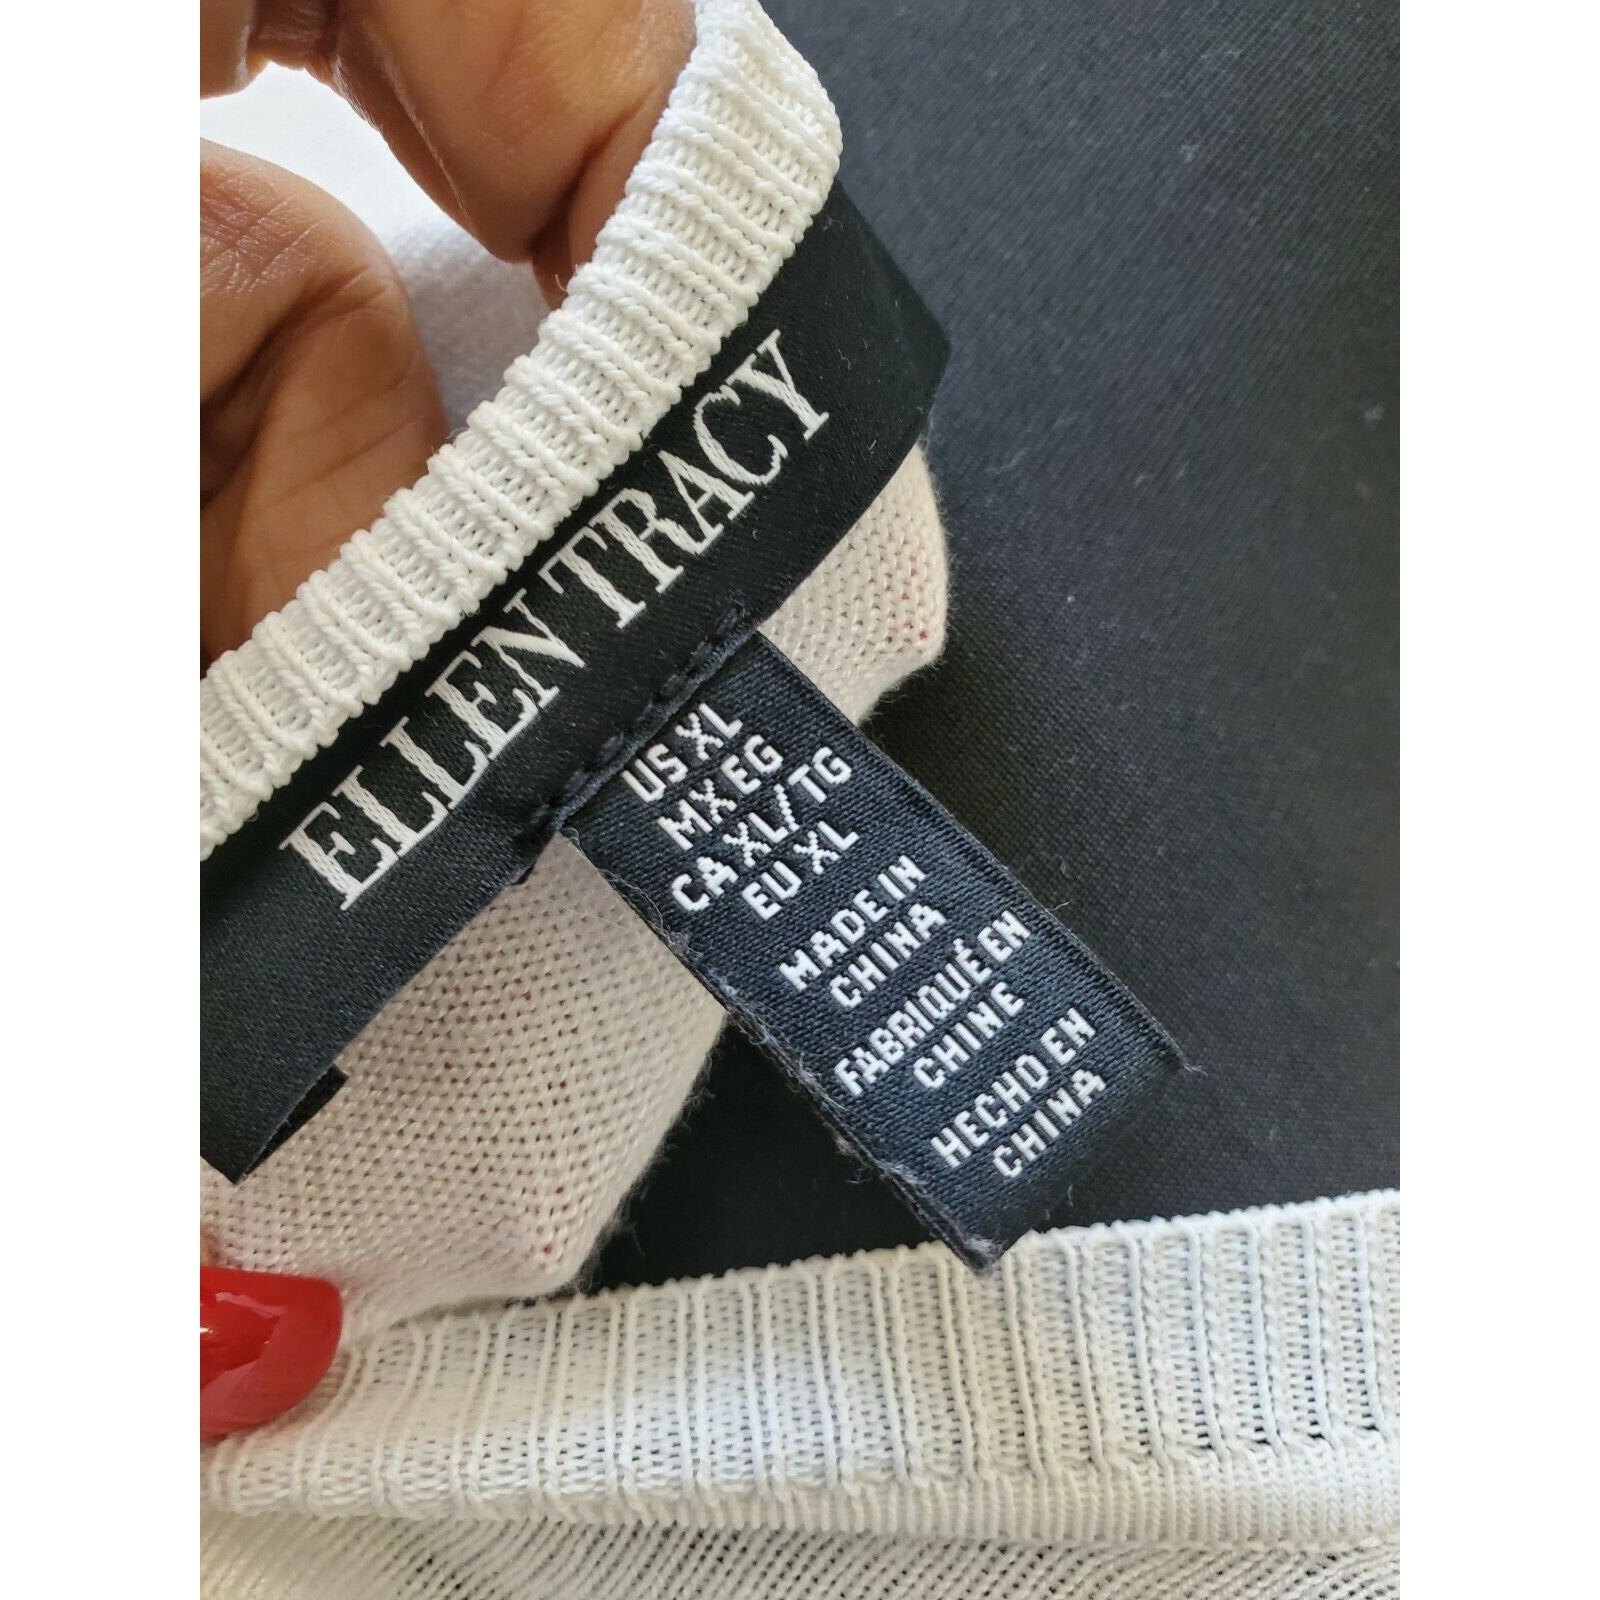 ELLEN TRACY
US XL
MX EG
CA XL/TG
EU XL
MADE IN
CHINA
FABRIQUÉ EN
CHINE
HECHO EN
CHINA